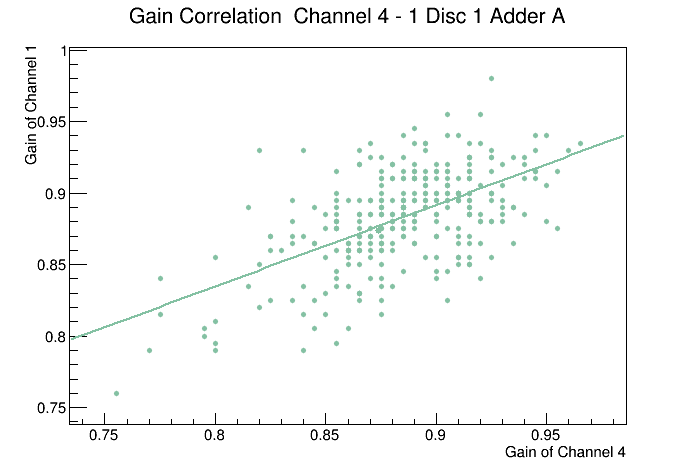 Gain Correlation  Channel 4 - 1 Disc 1 Adder A
Gain of Channel 1
1
0.95
0.9
0.85
0.8
0.75
0.75 0.8 0.85 0.9 0.95
Gain of Channel 4